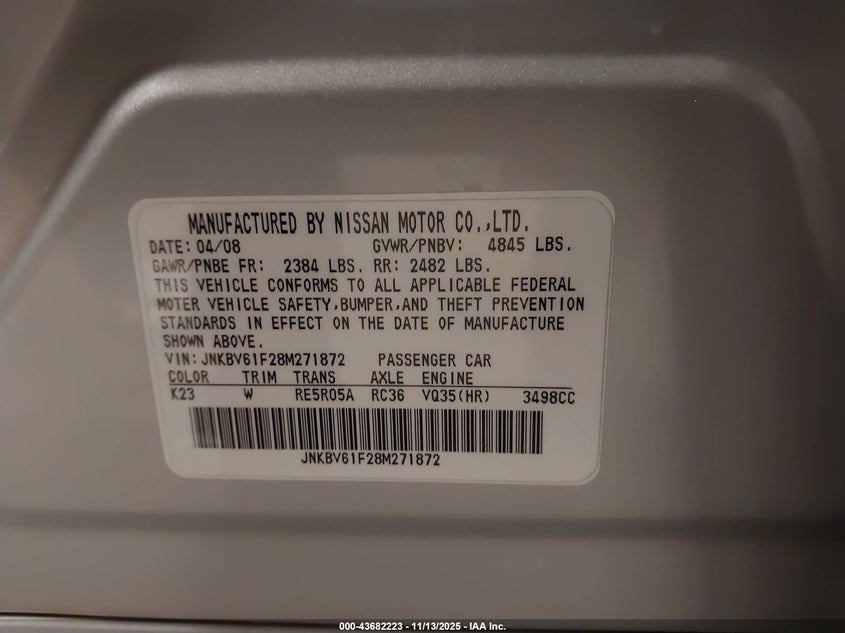 MANUFACTURED BY NISSAN MOTOR CO.,LTD.
DATE: 04/08 GVWR/PNBV: 4845 LBS.
GAWR/PNBE FR: 2384 LBS. RR: 2482 LBS.
THIS VEHICLE CONFORMS TO ALL APPLICABLE FEDERAL
MOTER VEHICLE SAFETY,BUMPER,AND THEFT PREVENTION
STANDARDS IN EFFECT ON THE DATE OF MANUFACTURE
SHOWN ABOVE.
VIN: JNKBV61F28M271872 PASSENGER CAR
COLOR TRIM TRANS AXLE ENGINE
K23 W RE5R05A RC36 VQ35(HR) 3498CC
JNKBV61F28M271872
000-43682223 - 11/13/2025 - IAA Inc.